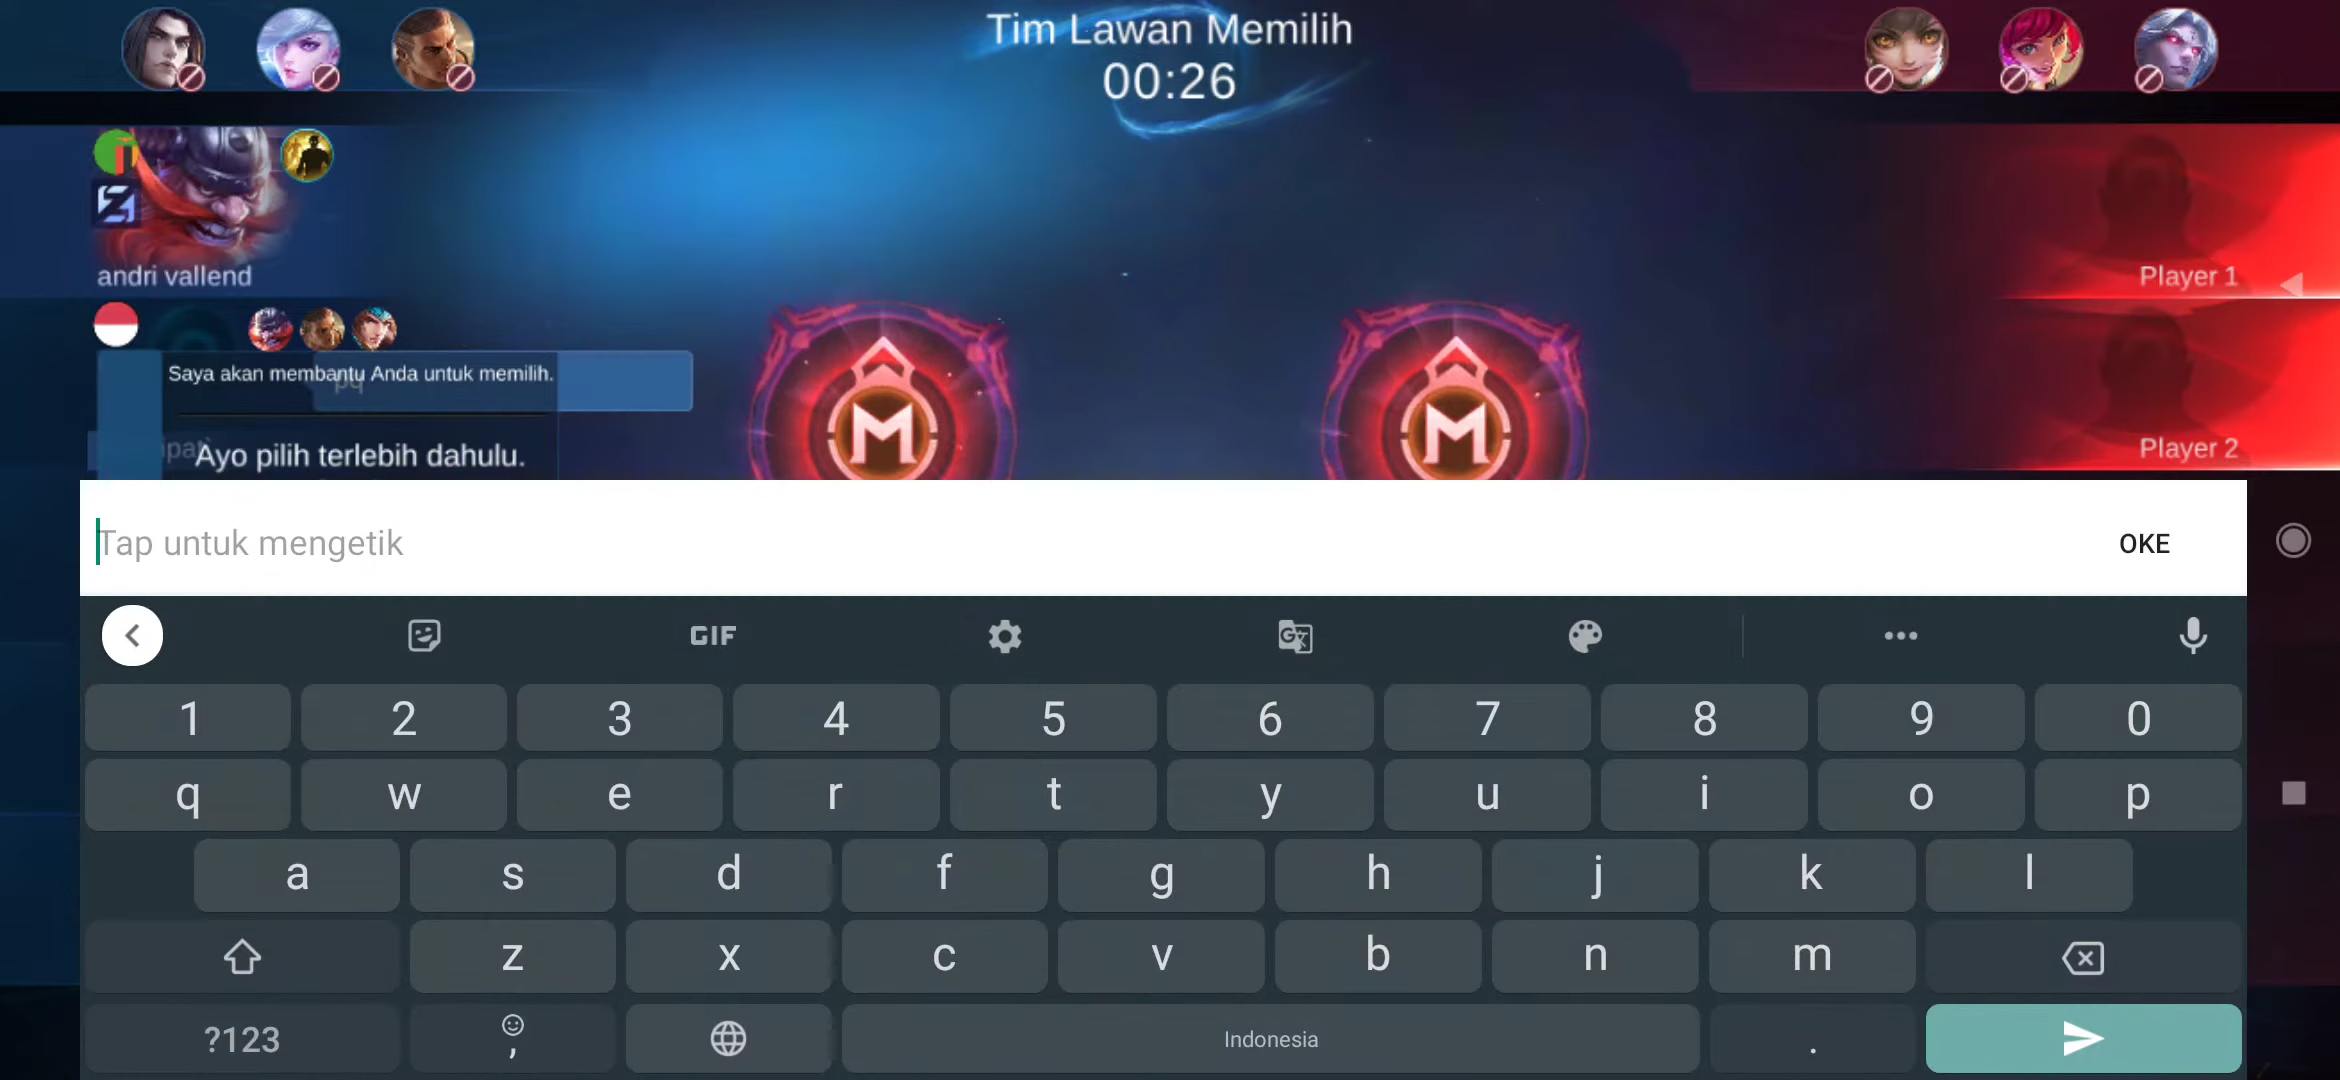 Tim Lawan Memilih
00:26
andri vallend
Player 1
Saya akan membantu Anda untuk memilih.
pq
Ayo pilih terlebih dahulu.
Player 2
Tap untuk mengetik
OKE
GIF
1 2 3 4 5 6 7 8 9 0
q w e r t y u i o p
a s d f g h j k l
z x c v b n m
?123 , Indonesia .